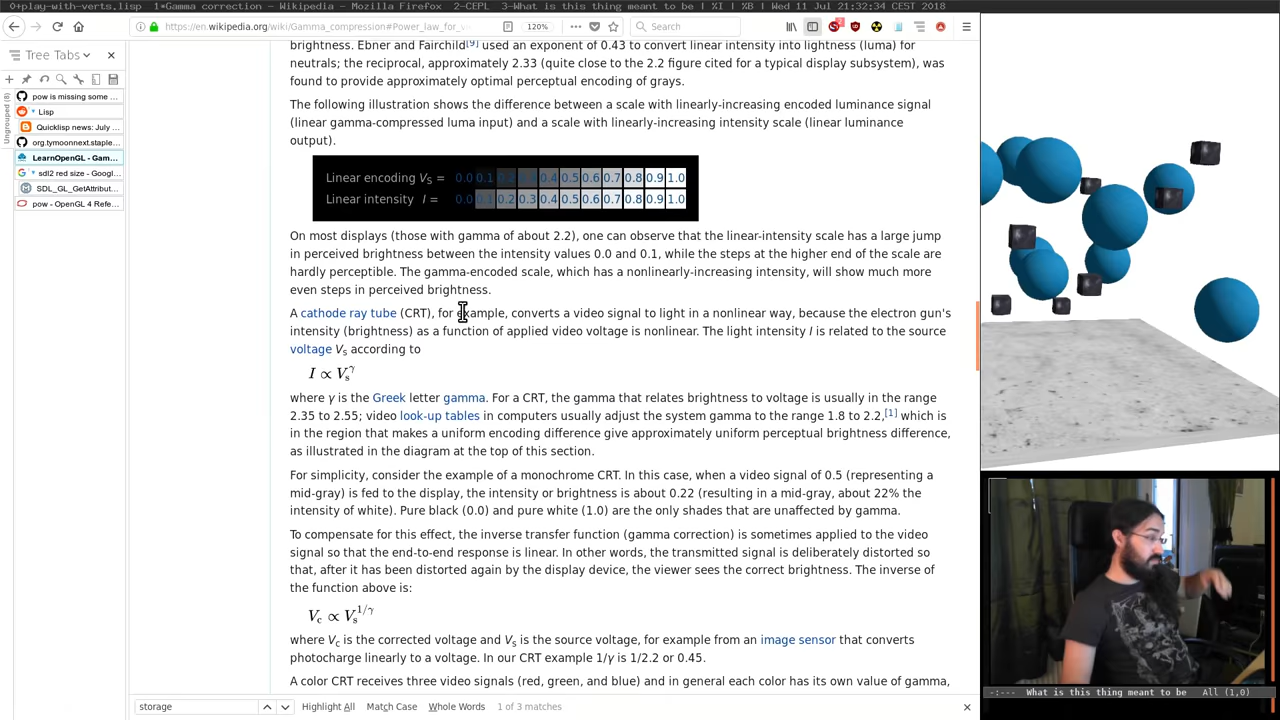 0*play-with-verts.lisp 1*Gamma correction – Wikipedia – Mozilla Firefox 2-CEPL 3-What is this thing meant to be | %I | %B | Wed 11 Jul 21:32:34 CEST 2018
https://en.wikipedia.org/wiki/Gamma_compression#Power_law_for_v
120%
Search
Tree Tabs
Ungrouped (8)
pow is missing some ...
Lisp
Quicklisp news: July ...
org.tymoonnext.staple...
LearnOpenGL - Gam...
sdl2 red size - Googl...
SDL_GL_GetAttribut...
pow - OpenGL 4 Refe...
brightness. Ebner and Fairchild[9] used an exponent of 0.43 to convert linear intensity into lightness (luma) for
neutrals; the reciprocal, approximately 2.33 (quite close to the 2.2 figure cited for a typical display subsystem), was
found to provide approximately optimal perceptual encoding of grays.
The following illustration shows the difference between a scale with linearly-increasing encoded luminance signal
(linear gamma-compressed luma input) and a scale with linearly-increasing intensity scale (linear luminance
output).
Linear encoding VS = 0.0 0.1 0.2 0.3 0.4 0.5 0.6 0.7 0.8 0.9 1.0
Linear intensity I = 0.0 0.1 0.2 0.3 0.4 0.5 0.6 0.7 0.8 0.9 1.0
On most displays (those with gamma of about 2.2), one can observe that the linear-intensity scale has a large jump
in perceived brightness between the intensity values 0.0 and 0.1, while the steps at the higher end of the scale are
hardly perceptible. The gamma-encoded scale, which has a nonlinearly-increasing intensity, will show much more
even steps in perceived brightness.
A cathode ray tube (CRT), for example, converts a video signal to light in a nonlinear way, because the electron gun's
intensity (brightness) as a function of applied video voltage is nonlinear. The light intensity I is related to the source
voltage Vs according to
I ∝ Vs^γ
where γ is the Greek letter gamma. For a CRT, the gamma that relates brightness to voltage is usually in the range
2.35 to 2.55; video look-up tables in computers usually adjust the system gamma to the range 1.8 to 2.2,[1] which is
in the region that makes a uniform encoding difference give approximately uniform perceptual brightness difference,
as illustrated in the diagram at the top of this section.
For simplicity, consider the example of a monochrome CRT. In this case, when a video signal of 0.5 (representing a
mid-gray) is fed to the display, the intensity or brightness is about 0.22 (resulting in a mid-gray, about 22% the
intensity of white). Pure black (0.0) and pure white (1.0) are the only shades that are unaffected by gamma.
To compensate for this effect, the inverse transfer function (gamma correction) is sometimes applied to the video
signal so that the end-to-end response is linear. In other words, the transmitted signal is deliberately distorted so
that, after it has been distorted again by the display device, the viewer sees the correct brightness. The inverse of
the function above is:
Vc ∝ Vs^1/γ
where Vc is the corrected voltage and Vs is the source voltage, for example from an image sensor that converts
photocharge linearly to a voltage. In our CRT example 1/γ is 1/2.2 or 0.45.
A color CRT receives three video signals (red, green, and blue) and in general each color has its own value of gamma,
storage
Highlight All Match Case Whole Words 1 of 3 matches
-:--- What is this thing meant to be All (1,0)